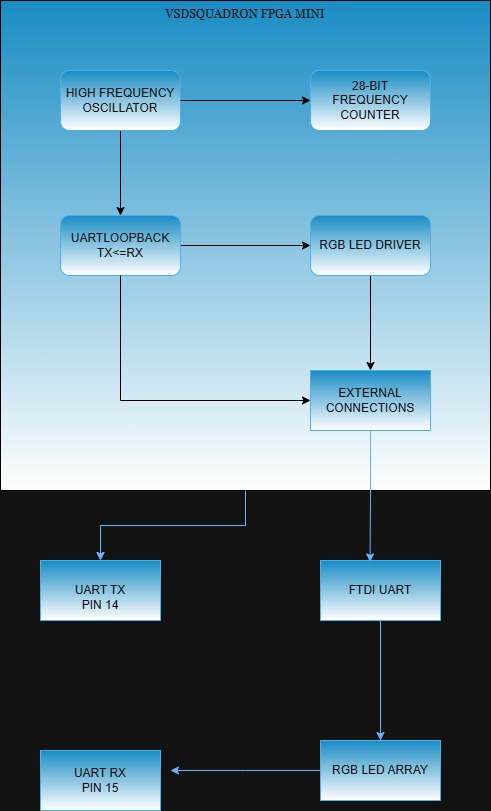 VSDSQUADRON FPGA MINI
HIGH FREQUENCY
OSCILLATOR
28-BIT
FREQUENCY
COUNTER
UARTLOOPBACK
TX<=RX
RGB LED DRIVER
EXTERNAL
CONNECTIONS
UART TX
PIN 14
FTDI UART
UART RX
PIN 15
RGB LED ARRAY